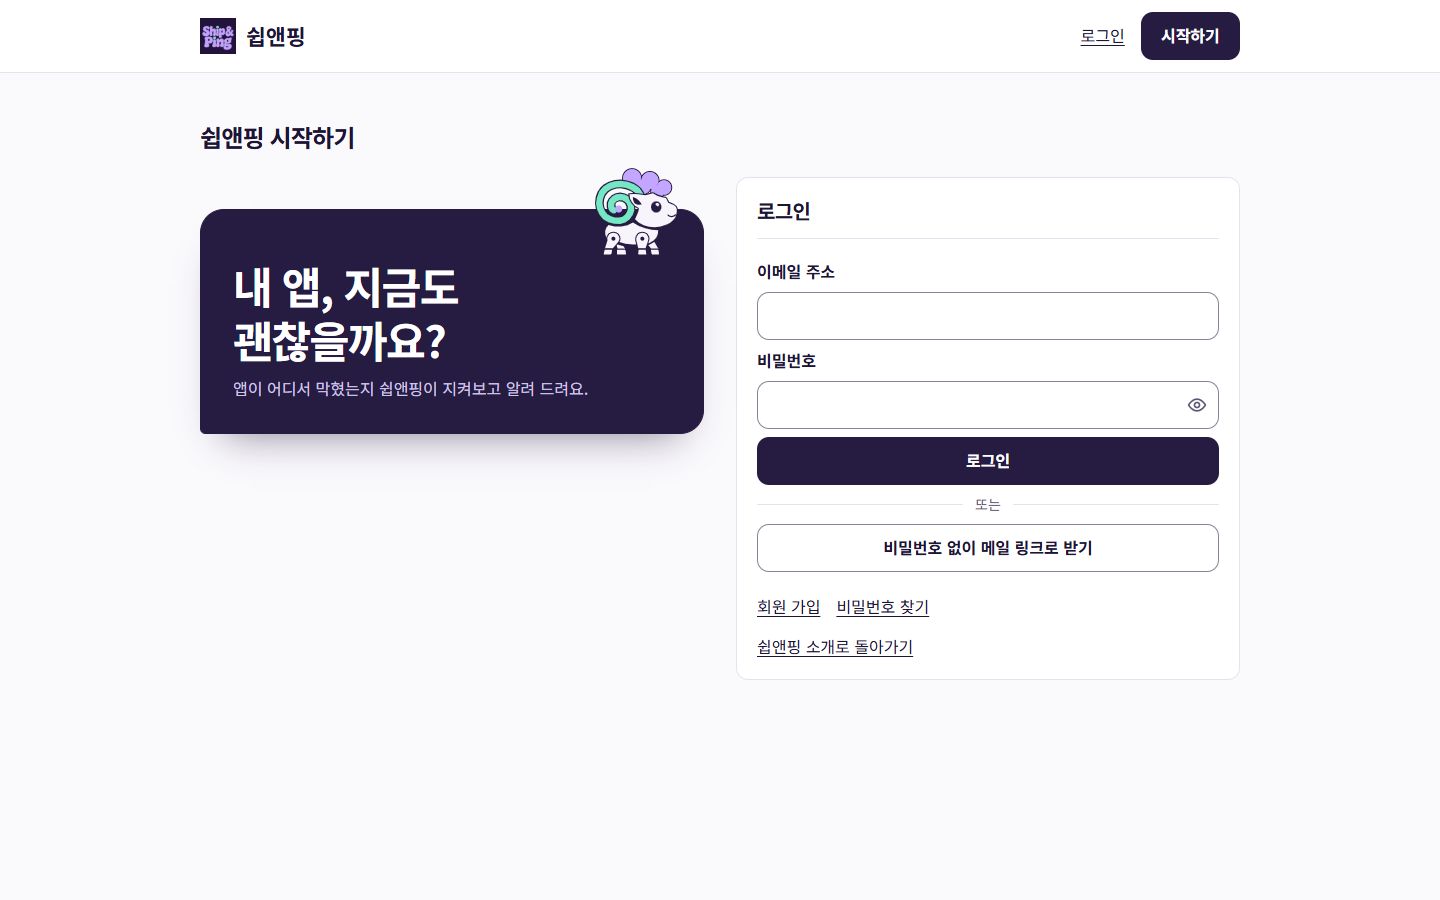 Ship&
Ping
쉽앤핑
로그인
시작하기
쉽앤핑 시작하기
내 앱, 지금도
괜찮을까요?
앱이 어디서 막혔는지 쉽앤핑이 지켜보고 알려 드려요.
로그인
이메일 주소
비밀번호
로그인
또는
비밀번호 없이 메일 링크로 받기
회원 가입
비밀번호 찾기
쉽앤핑 소개로 돌아가기